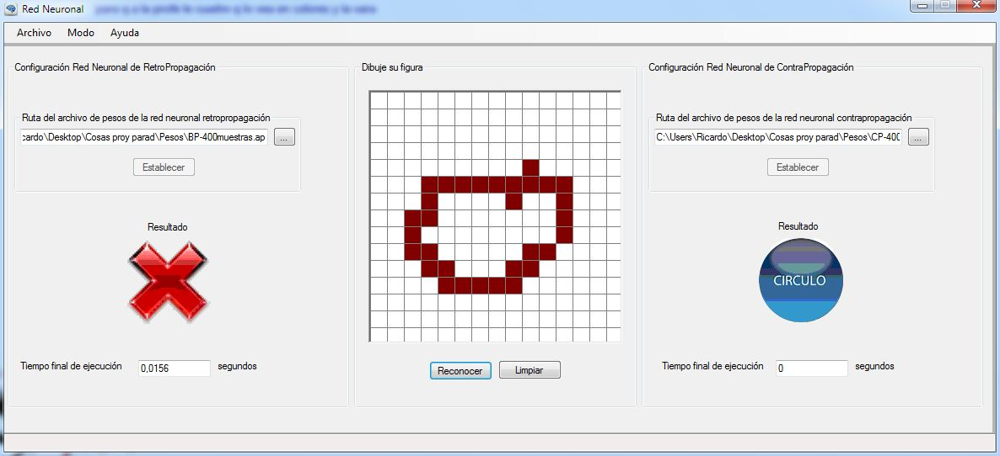 Red Neuronal
Archivo Modo Ayuda
Configuración Red Neuronal de RetroPropagación
Ruta del archivo de pesos de la red neuronal retropropagación
cardo\Desktop\Cosas proy parad\Pesos\BP-400muestras.ap
...
Establecer
Resultado
Tiempo final de ejecución 0,0156 segundos
Dibuje su figura
Reconocer Limpiar
Configuración Red Neuronal de ContraPropagación
Ruta del archivo de pesos de la red neuronal contrapropagación
C:\Users\Ricardo\Desktop\Cosas proy parad\Pesos\CP-400
...
Establecer
Resultado
CIRCULO
Tiempo final de ejecución 0 segundos